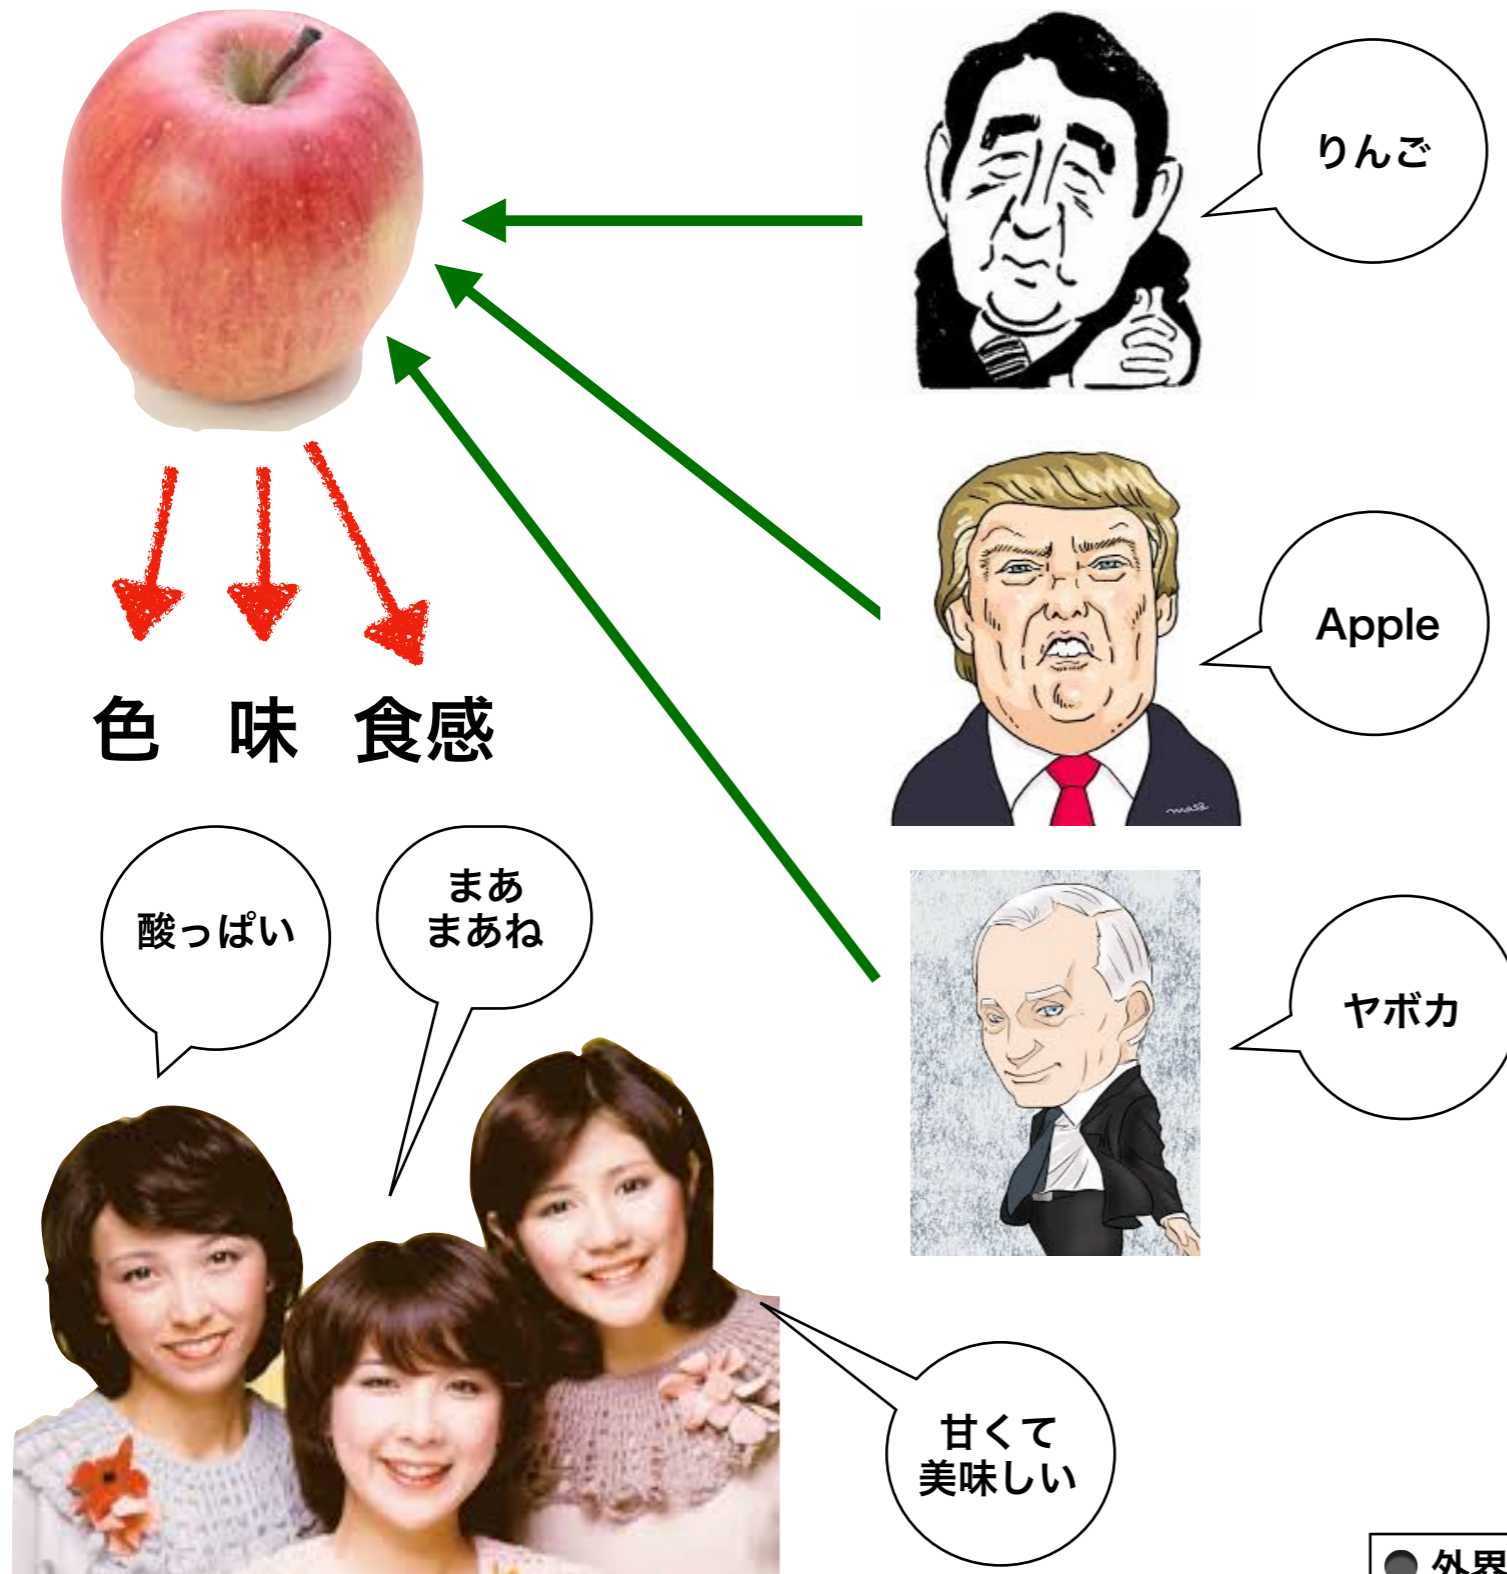 りんご
Apple
色 味 食感
酸っぱい
まあ
まあね
ヤボカ
甘くて
美味しい
● 外界